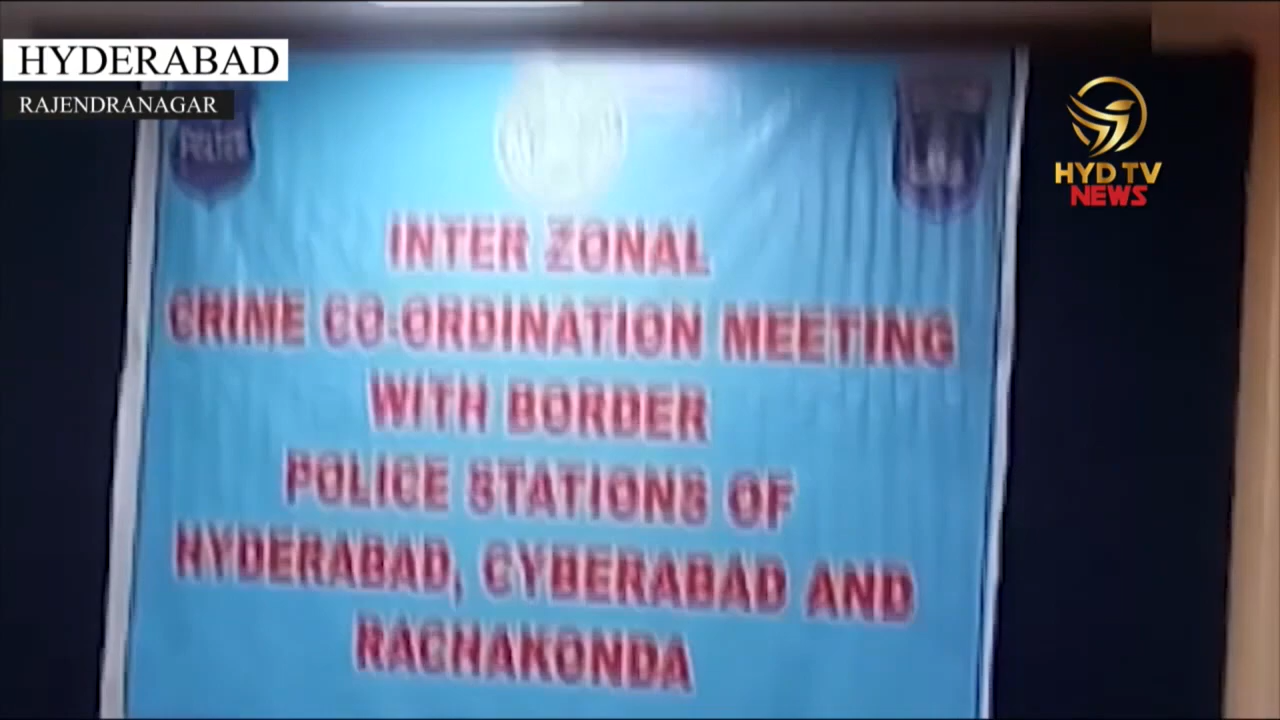 HYDERABAD
RAJENDRANAGAR
HYD TV
NEWS
POLICE
INTER ZONAL
CRIME CO-ORDINATION MEETING
WITH BORDER
POLICE STATIONS OF
HYDERABAD, CYBERABAD AND
RACHAKONDA